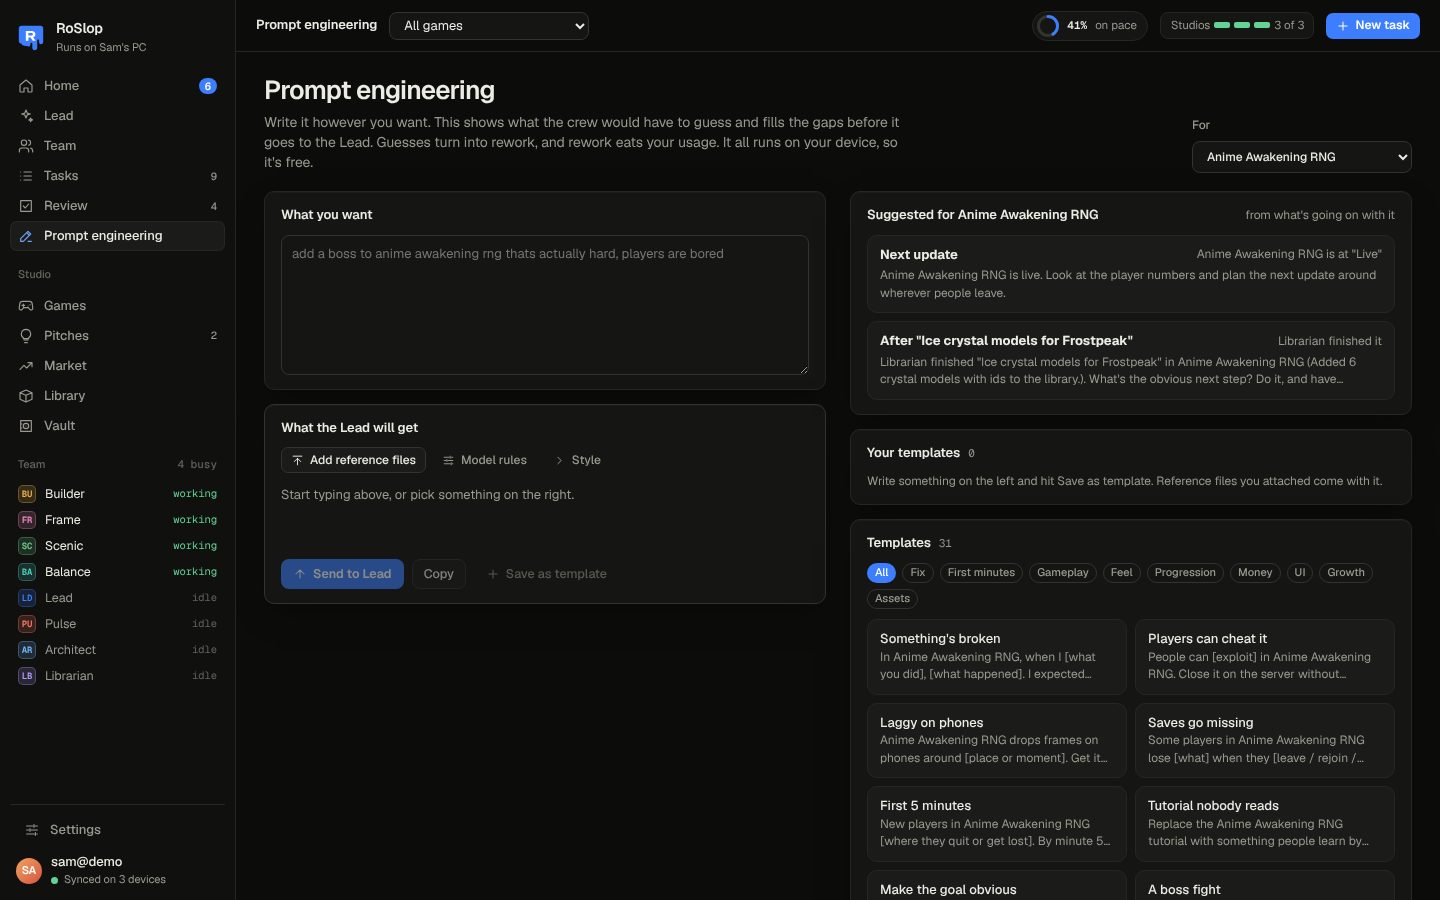 RoSlop
Runs on Sam's PC
Home 6
Lead
Team
Tasks 9
Review 4
Prompt engineering
Studio
Games
Pitches 2
Market
Library
Vault
Team 4 busy
BU Builder working
FR Frame working
SC Scenic working
BA Balance working
LD Lead idle
PU Pulse idle
AR Architect idle
LB Librarian idle
Settings
SA sam@demo
Synced on 3 devices
Prompt engineering All games 41% on pace Studios 3 of 3 New task
Prompt engineering
Write it however you want. This shows what the crew would have to guess and fills the gaps before it
goes to the Lead. Guesses turn into rework, and rework eats your usage. It all runs on your device, so
it's free.
For
Anime Awakening RNG
What you want
add a boss to anime awakening rng thats actually hard, players are bored
What the Lead will get
Add reference files Model rules Style
Start typing above, or pick something on the right.
Send to Lead Copy Save as template
Suggested for Anime Awakening RNG from what's going on with it
Next update Anime Awakening RNG is at "Live"
Anime Awakening RNG is live. Look at the player numbers and plan the next update around
wherever people leave.
After "Ice crystal models for Frostpeak" Librarian finished it
Librarian finished "Ice crystal models for Frostpeak" in Anime Awakening RNG (Added 6
crystal models with ids to the library.). What's the obvious next step? Do it, and have…
Your templates 0
Write something on the left and hit Save as template. Reference files you attached come with it.
Templates 31
All Fix First minutes Gameplay Feel Progression Money UI Growth
Assets
Something's broken
In Anime Awakening RNG, when I [what
you did], [what happened]. I expected…
Players can cheat it
People can [exploit] in Anime Awakening
RNG. Close it on the server without…
Laggy on phones
Anime Awakening RNG drops frames on
phones around [place or moment]. Get it…
Saves go missing
Some players in Anime Awakening RNG
lose [what] when they [leave / rejoin /…
First 5 minutes
New players in Anime Awakening RNG
[where they quit or get lost]. By minute 5…
Tutorial nobody reads
Replace the Anime Awakening RNG
tutorial with something people learn by…
Make the goal obvious
A boss fight